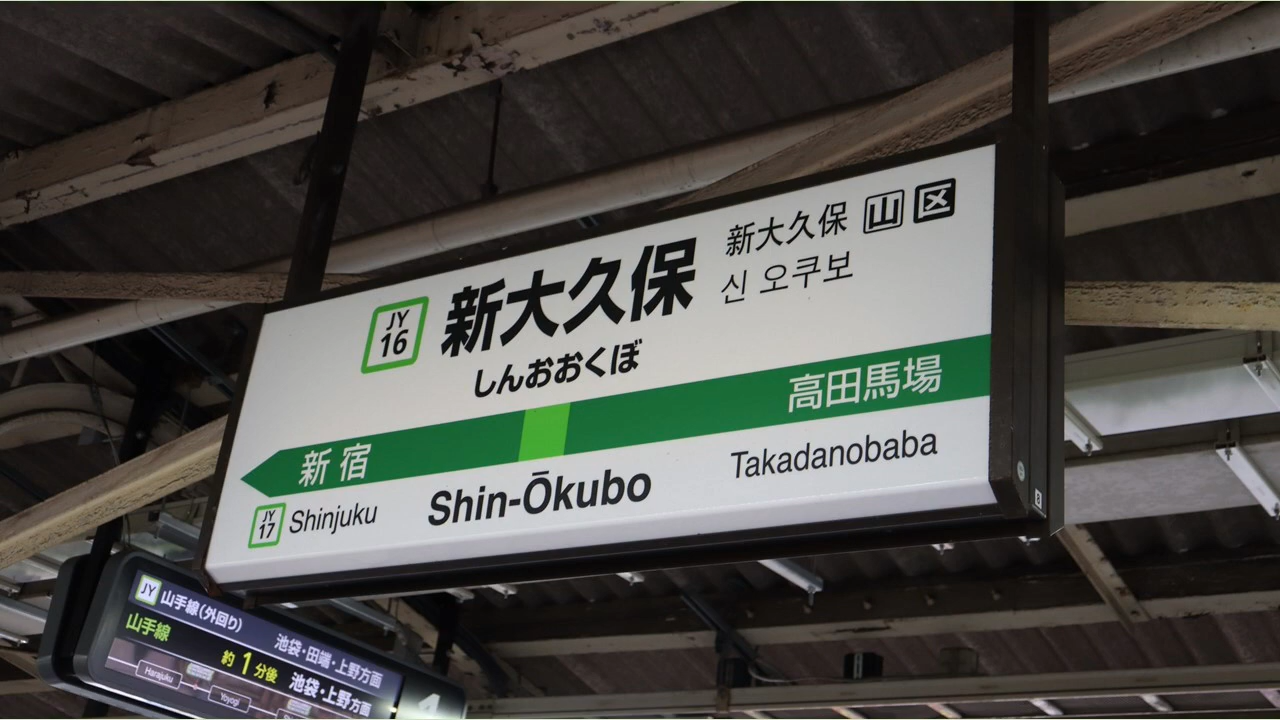 新大久保 山 区
신 오쿠보
JY
16
新大久保
しんおおくぼ
新宿
高田馬場
JY
17
Shinjuku
Shin-Ōkubo
Takadanobaba
JY 山手線(外回り)
池袋・田端・上野方面
山手線
約1分後
池袋・上野方面
Harajuku
Yoyogi